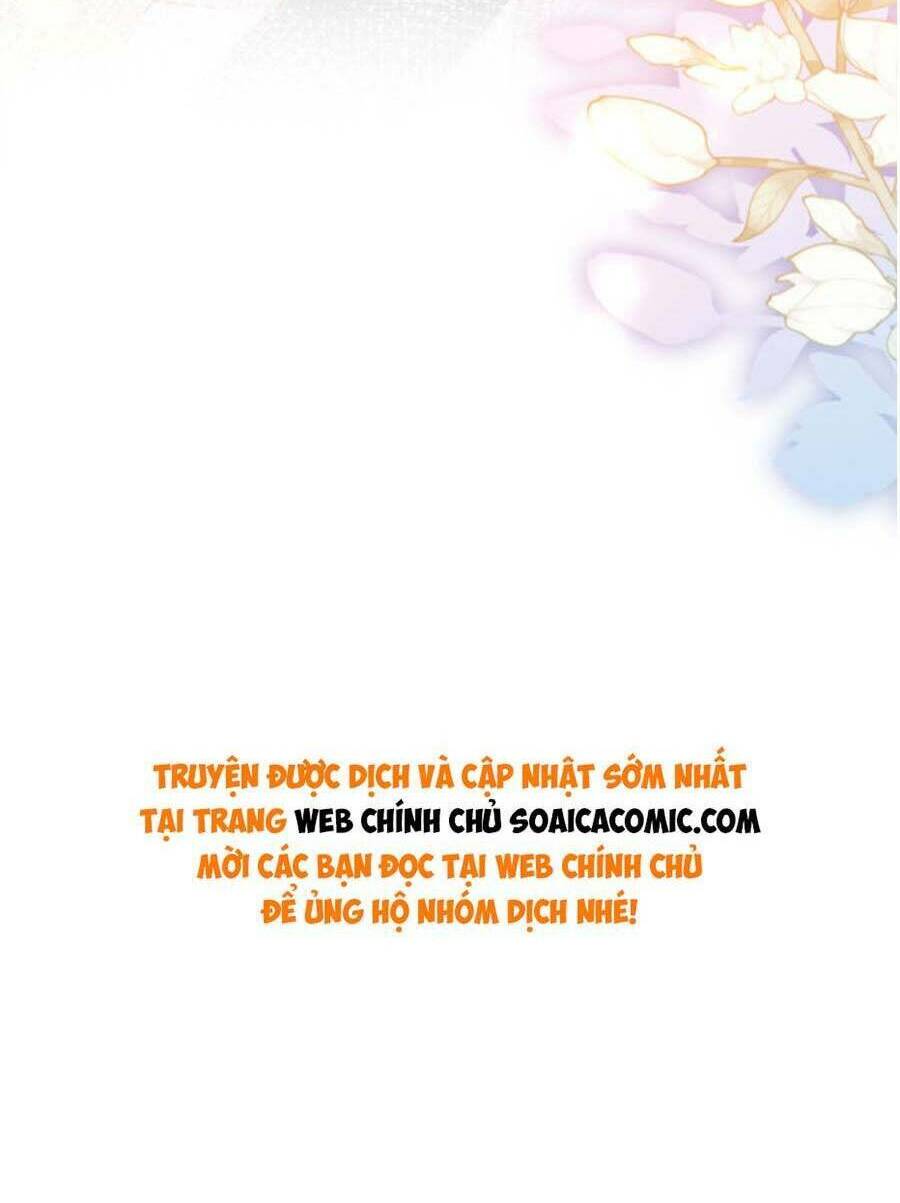 TRUYỆN ĐƯỢC DỊCH VÀ CẬP NHẬT SỚM NHẤT
TẠI TRANG WEB CHÍNH CHỦ SOAICACOMIC.COM
MỜI CÁC BẠN ĐỌC TẠI WEB CHÍNH CHỦ
ĐỂ ỦNG HỘ NHÓM DỊCH NHÉ!